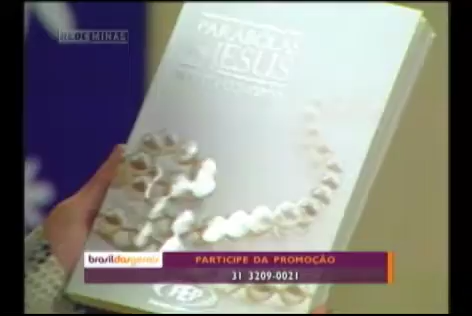 REDE MINAS
PARÁBOLAS
DE JESUS
brasildasgerais
PARTICIPE DA PROMOÇÃO
31 3209-0021
FEP